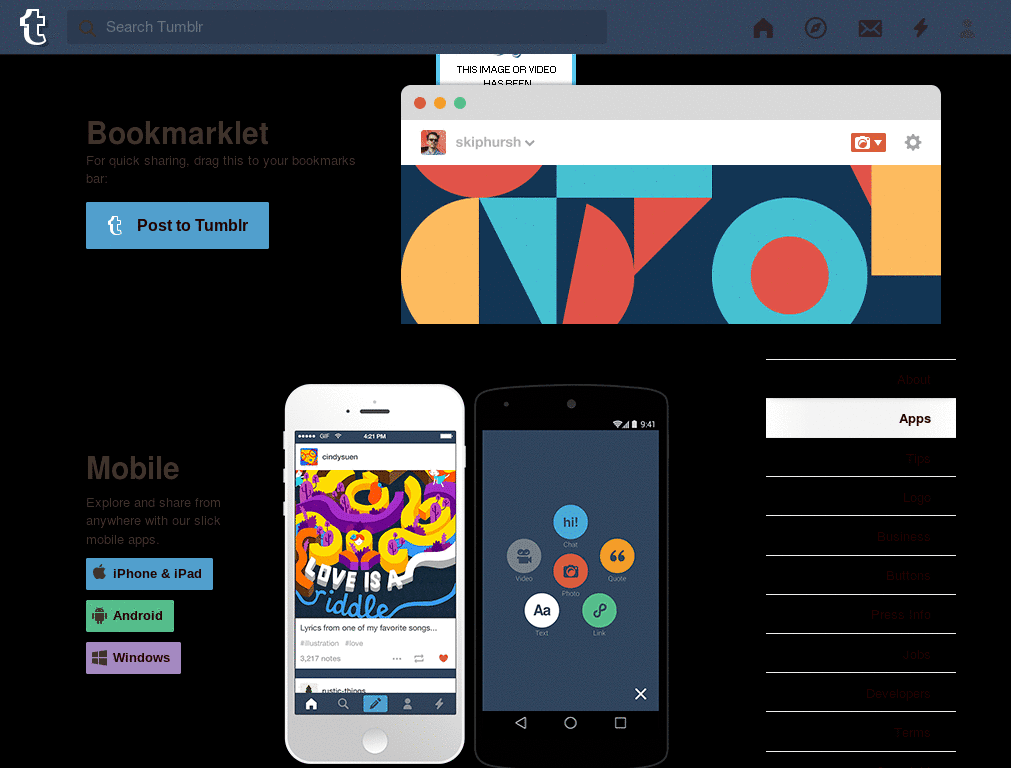 Search Tumblr
THIS IMAGE OR VIDEO
HAS BEEN
skiphursh
Bookmarklet
For quick sharing, drag this to your bookmarks
bar:
Post to Tumblr
About
Apps
Tips
Logo
Business
Buttons
Press Info
Jobs
Developers
Terms
Mobile
Explore and share from
anywhere with our slick
mobile apps.
iPhone & iPad
Android
Windows
GIF 4:21 PM
cindysuen
LOVE IS A
riddle
Lyrics from one of my favorite songs...
#illustration #love
3,217 notes
rustic-things
9:41
hi!
Chat
Video
Quote
Photo
Aa
Text
Link